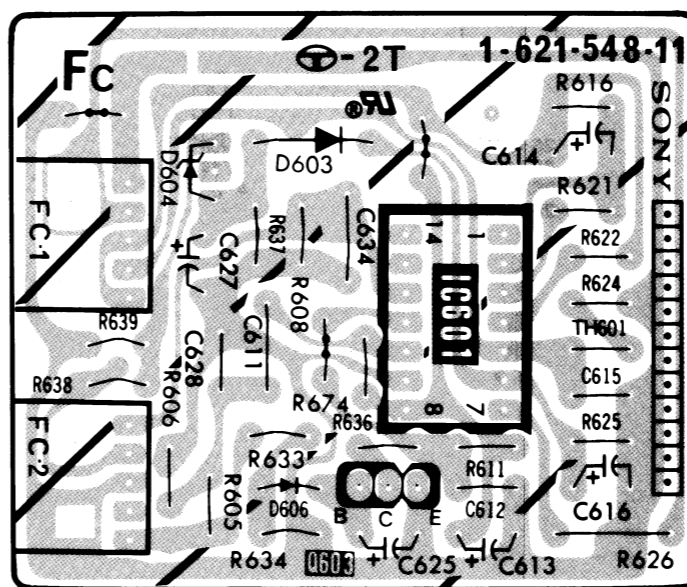 Fc
-2T
1-621-548-11
UR®
R616
SONY
D604
D603
C614
R621
FC-1
C627
R637
C634
14
1
R622
IC601
R624
R608
R639
C628
C611
TH601
R638
R606
R674
C615
R636
8
7
R625
FC-2
R633
R611
R605
D606
C612
B
C
E
C616
R634
Q603
C625
C613
R626